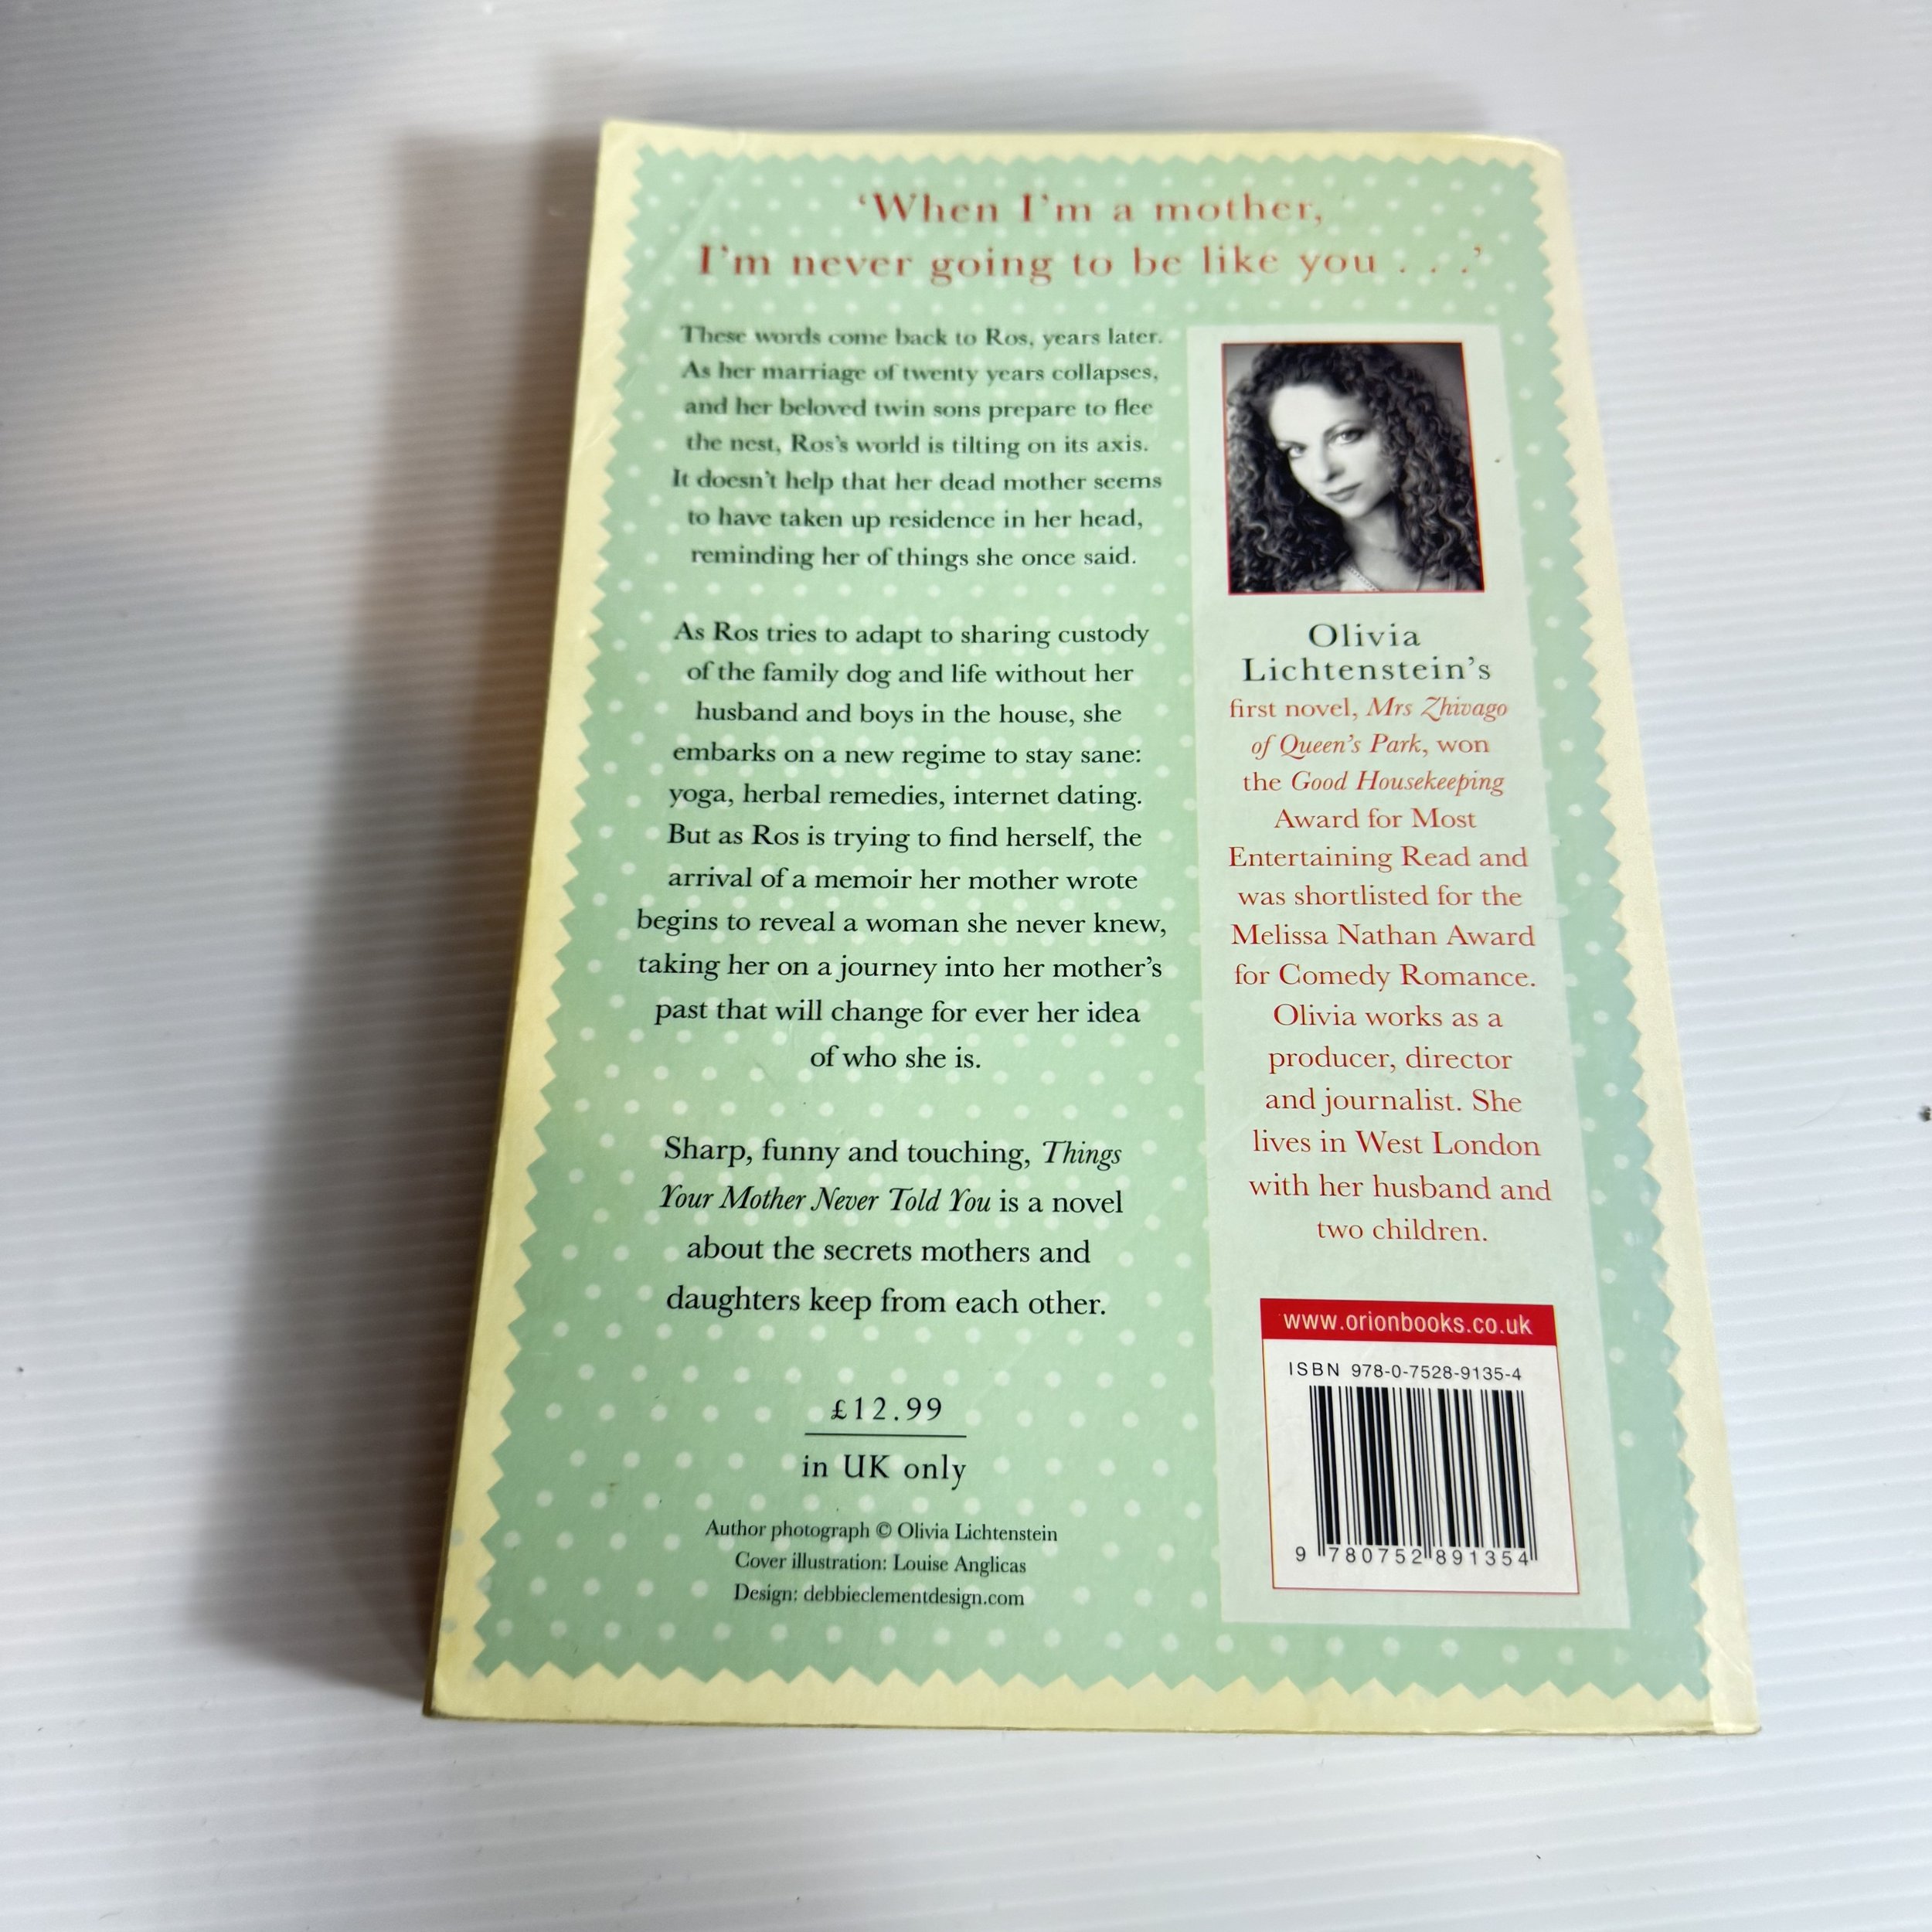 ‘When I’m a mother,
I’m never going to be like you . . .’
These words come back to Ros, years later.
As her marriage of twenty years collapses,
and her beloved twin sons prepare to flee
the nest, Ros’s world is tilting on its axis.
It doesn’t help that her dead mother seems
to have taken up residence in her head,
reminding her of things she once said.
As Ros tries to adapt to sharing custody
of the family dog and life without her
husband and boys in the house, she
embarks on a new regime to stay sane:
yoga, herbal remedies, internet dating.
But as Ros is trying to find herself, the
arrival of a memoir her mother wrote
begins to reveal a woman she never knew,
taking her on a journey into her mother’s
past that will change for ever her idea
of who she is.
Sharp, funny and touching, Things
Your Mother Never Told You is a novel
about the secrets mothers and
daughters keep from each other.
£12.99
in UK only
Author photograph © Olivia Lichtenstein
Cover illustration: Louise Anglicas
Design: debbieclementdesign.com
Olivia
Lichtenstein’s
first novel, Mrs Zhivago
of Queen’s Park, won
the Good Housekeeping
Award for Most
Entertaining Read and
was shortlisted for the
Melissa Nathan Award
for Comedy Romance.
Olivia works as a
producer, director
and journalist. She
lives in West London
with her husband and
two children.
www.orionbooks.co.uk
ISBN 978-0-7528-9135-4
9 780752 891354